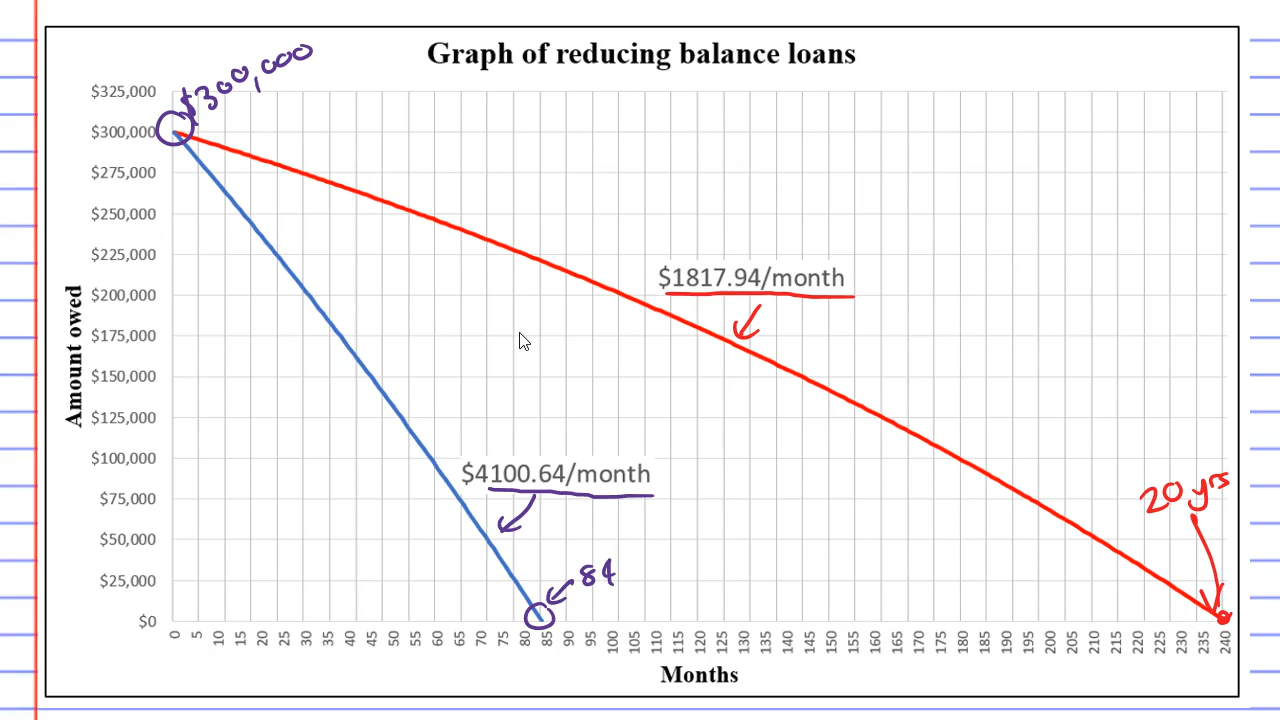 Graph of reducing balance loans
$300,000
$325,000
$300,000
$275,000
$250,000
$225,000
$200,000
$175,000
$150,000
$125,000
$100,000
$75,000
$50,000
$25,000
$0
Amount owed
$1817.94/month
$4100.64/month
20 yrs
84
0 5 10 15 20 25 30 35 40 45 50 55 60 65 70 75 80 85 90 95 100 105 110 115 120 125 130 135 140 145 150 155 160 165 170 175 180 185 190 195 200 205 210 215 220 225 230 235 240
Months